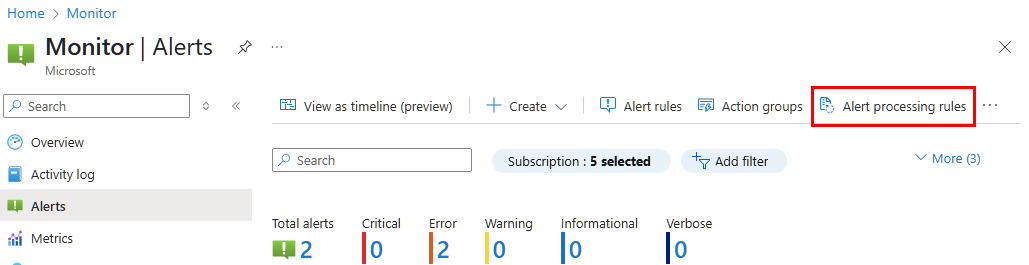 Home > Monitor
Monitor | Alerts ...
Microsoft
Search
«
View as timeline (preview) + Create Alert rules Action groups Alert processing rules ...
Overview
Activity log
Alerts
Metrics
Search
Subscription : 5 selected
Add filter
More (3)
Total alerts Critical Error Warning Informational Verbose
2 0 2 0 0 0